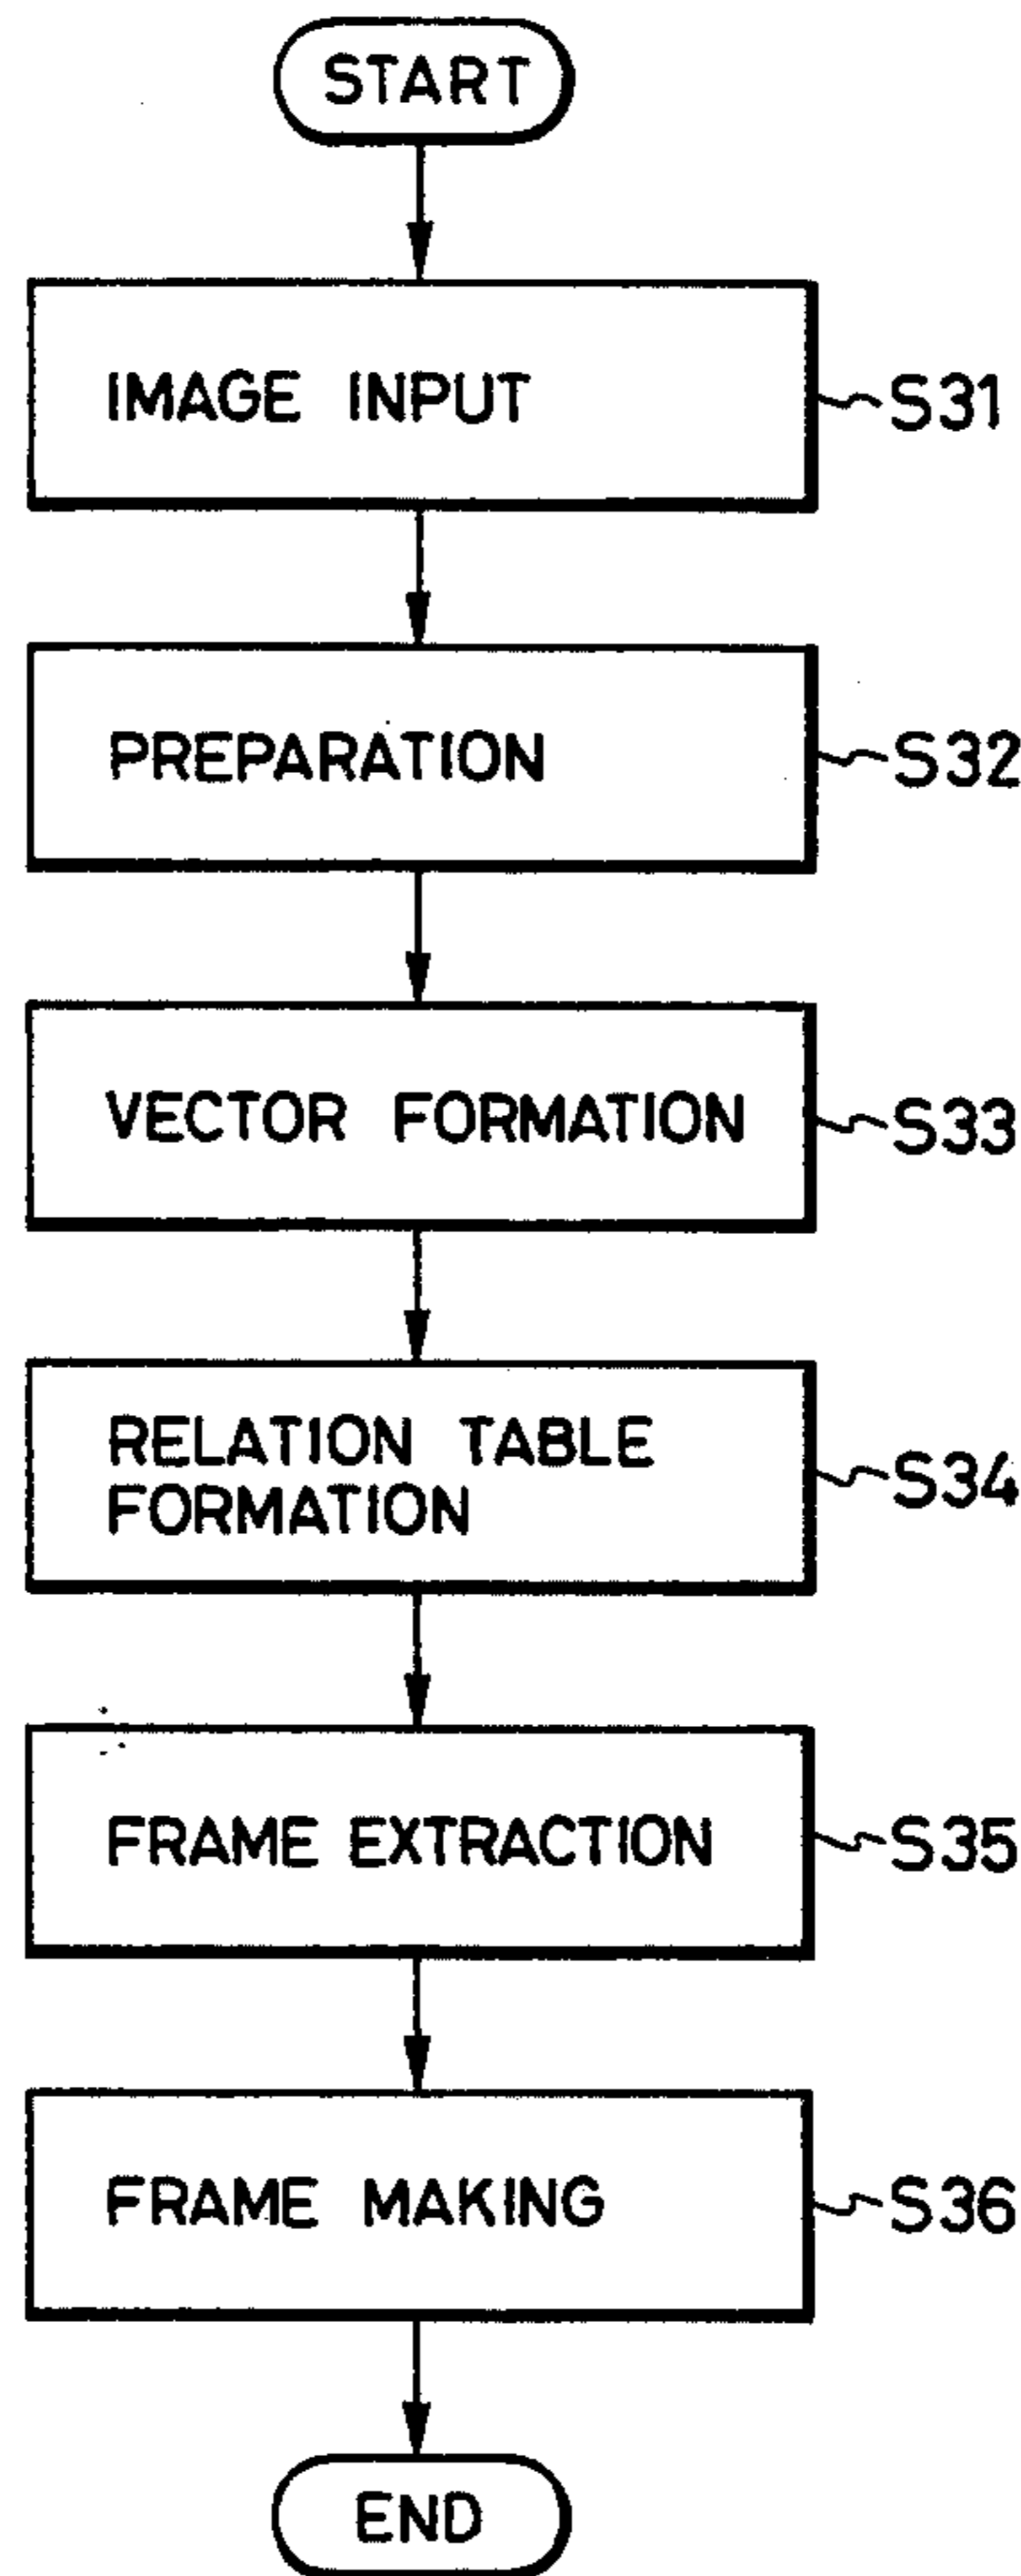 START
IMAGE INPUT
S31
PREPARATION
S32
VECTOR FORMATION
S33
RELATION TABLE
FORMATION
S34
FRAME EXTRACTION
S35
FRAME MAKING
S36
END